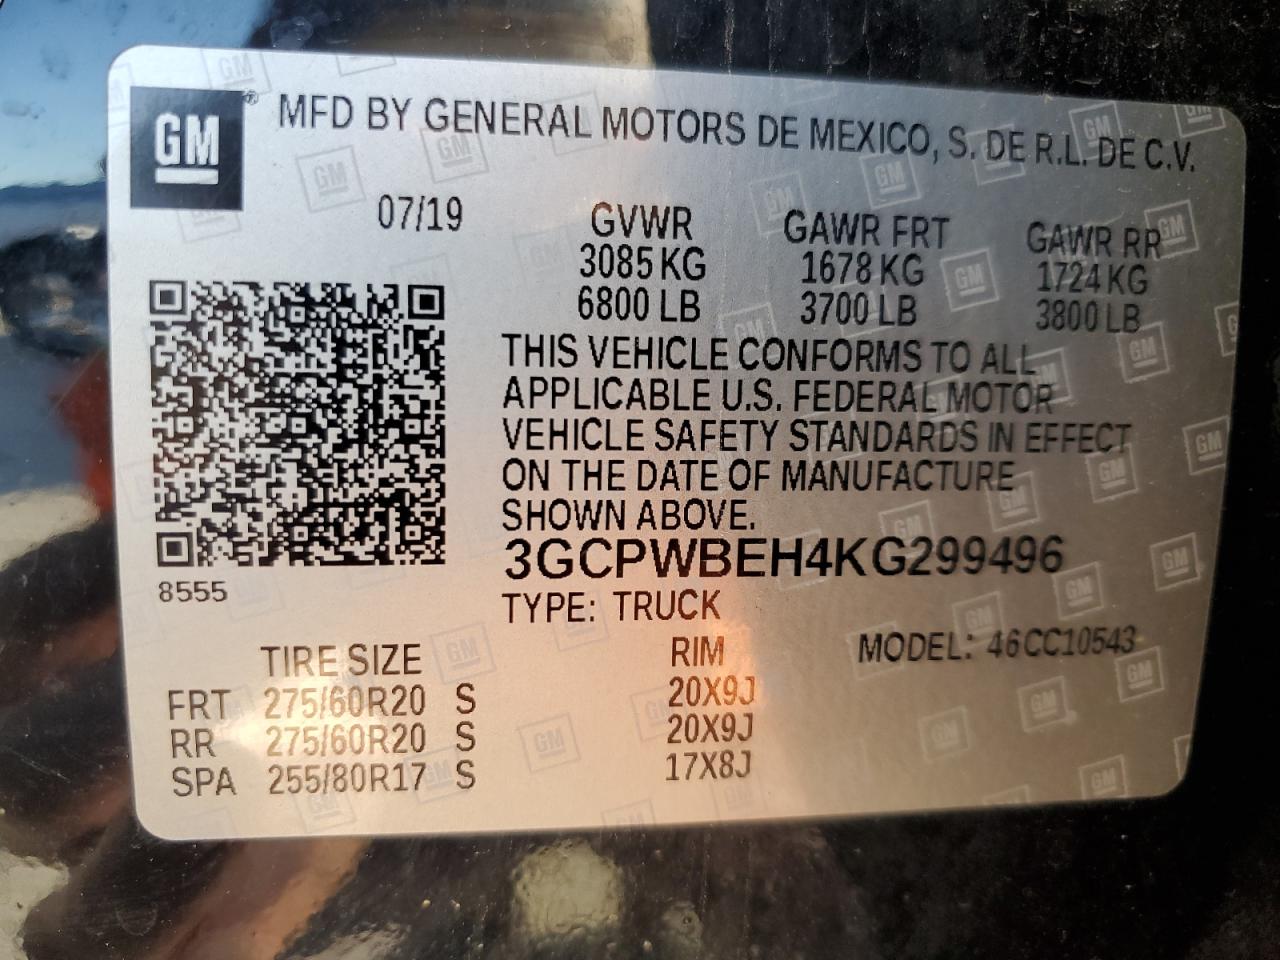 GM® MFD BY GENERAL MOTORS DE MEXICO, S. DE R.L. DE C.V.
07/19 GVWR GAWR FRT GAWR RR
3085 KG 1678 KG 1724 KG
6800 LB 3700 LB 3800 LB
THIS VEHICLE CONFORMS TO ALL
APPLICABLE U.S. FEDERAL MOTOR
VEHICLE SAFETY STANDARDS IN EFFECT
ON THE DATE OF MANUFACTURE
SHOWN ABOVE.
3GCPWBEH4KG299496
8555
TYPE: TRUCK
TIRE SIZE RIM MODEL: 46CC10543
FRT 275/60R20 S 20X9J
RR 275/60R20 S 20X9J
SPA 255/80R17 S 17X8J